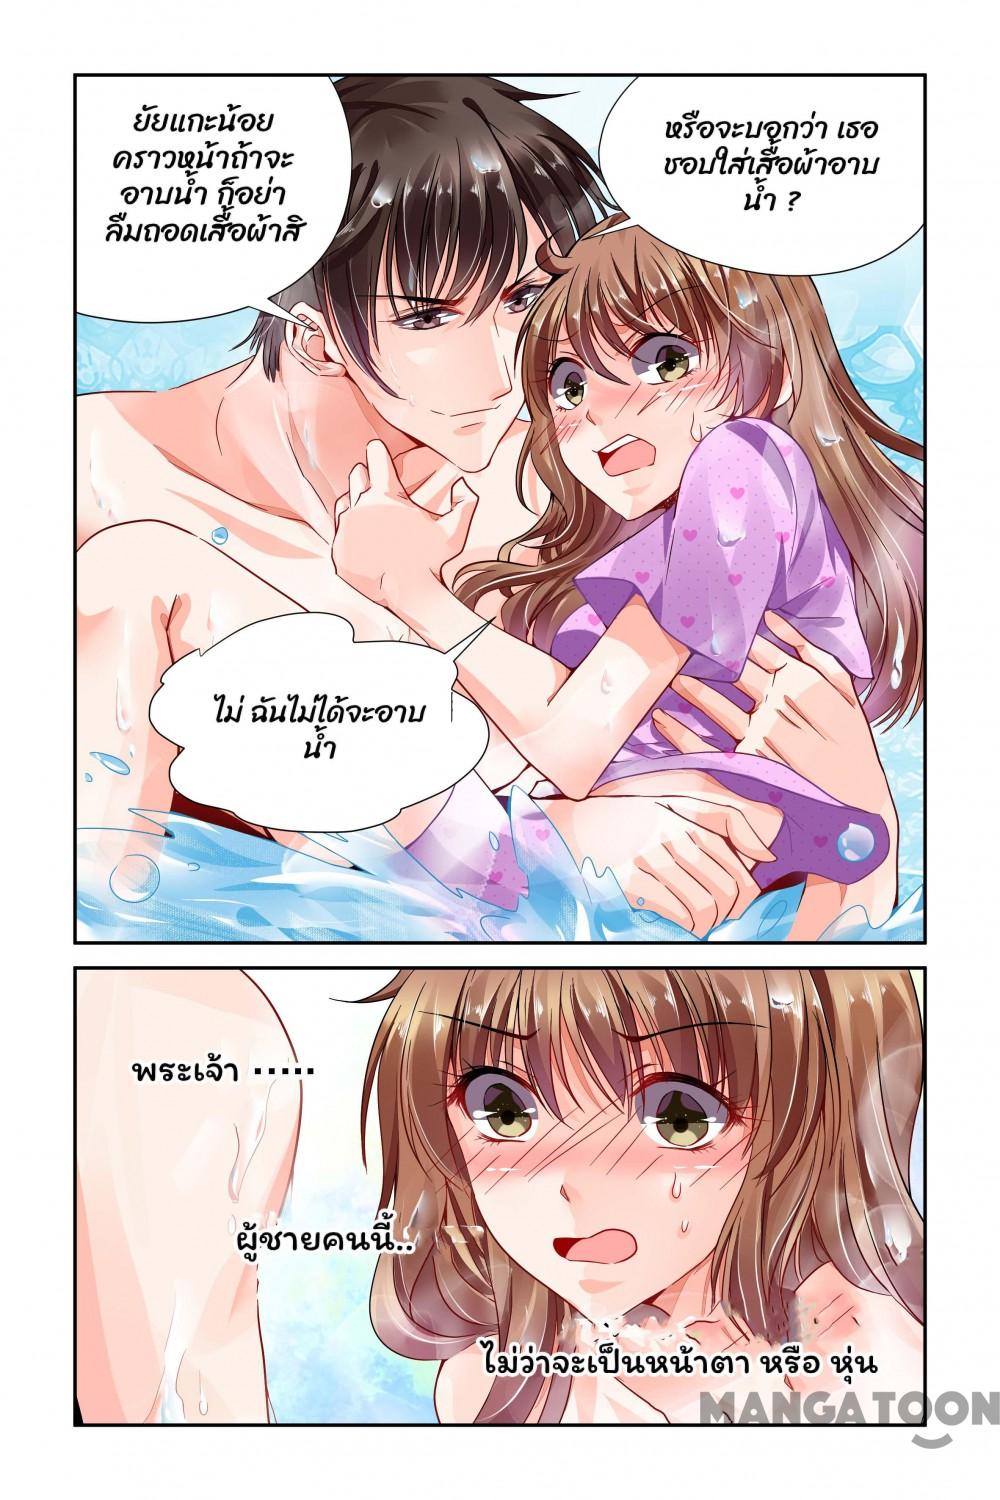 ยัยแกะน้อย
คราวหน้าถ้าจะ
อาบน้ำ ก็อย่า
ลืมถอดเสื้อผ้าสิ
หรือจะบอกว่า เธอ
ชอบใส่เสื้อผ้าอาบ
น้ำ ?
ไม่ ฉันไม่ได้จะอาบ
น้ำ
พระเจ้า .....
ผู้ชายคนนี้..
ไม่ว่าจะเป็นหน้าตา หรือ หุ่น
MANGATOON